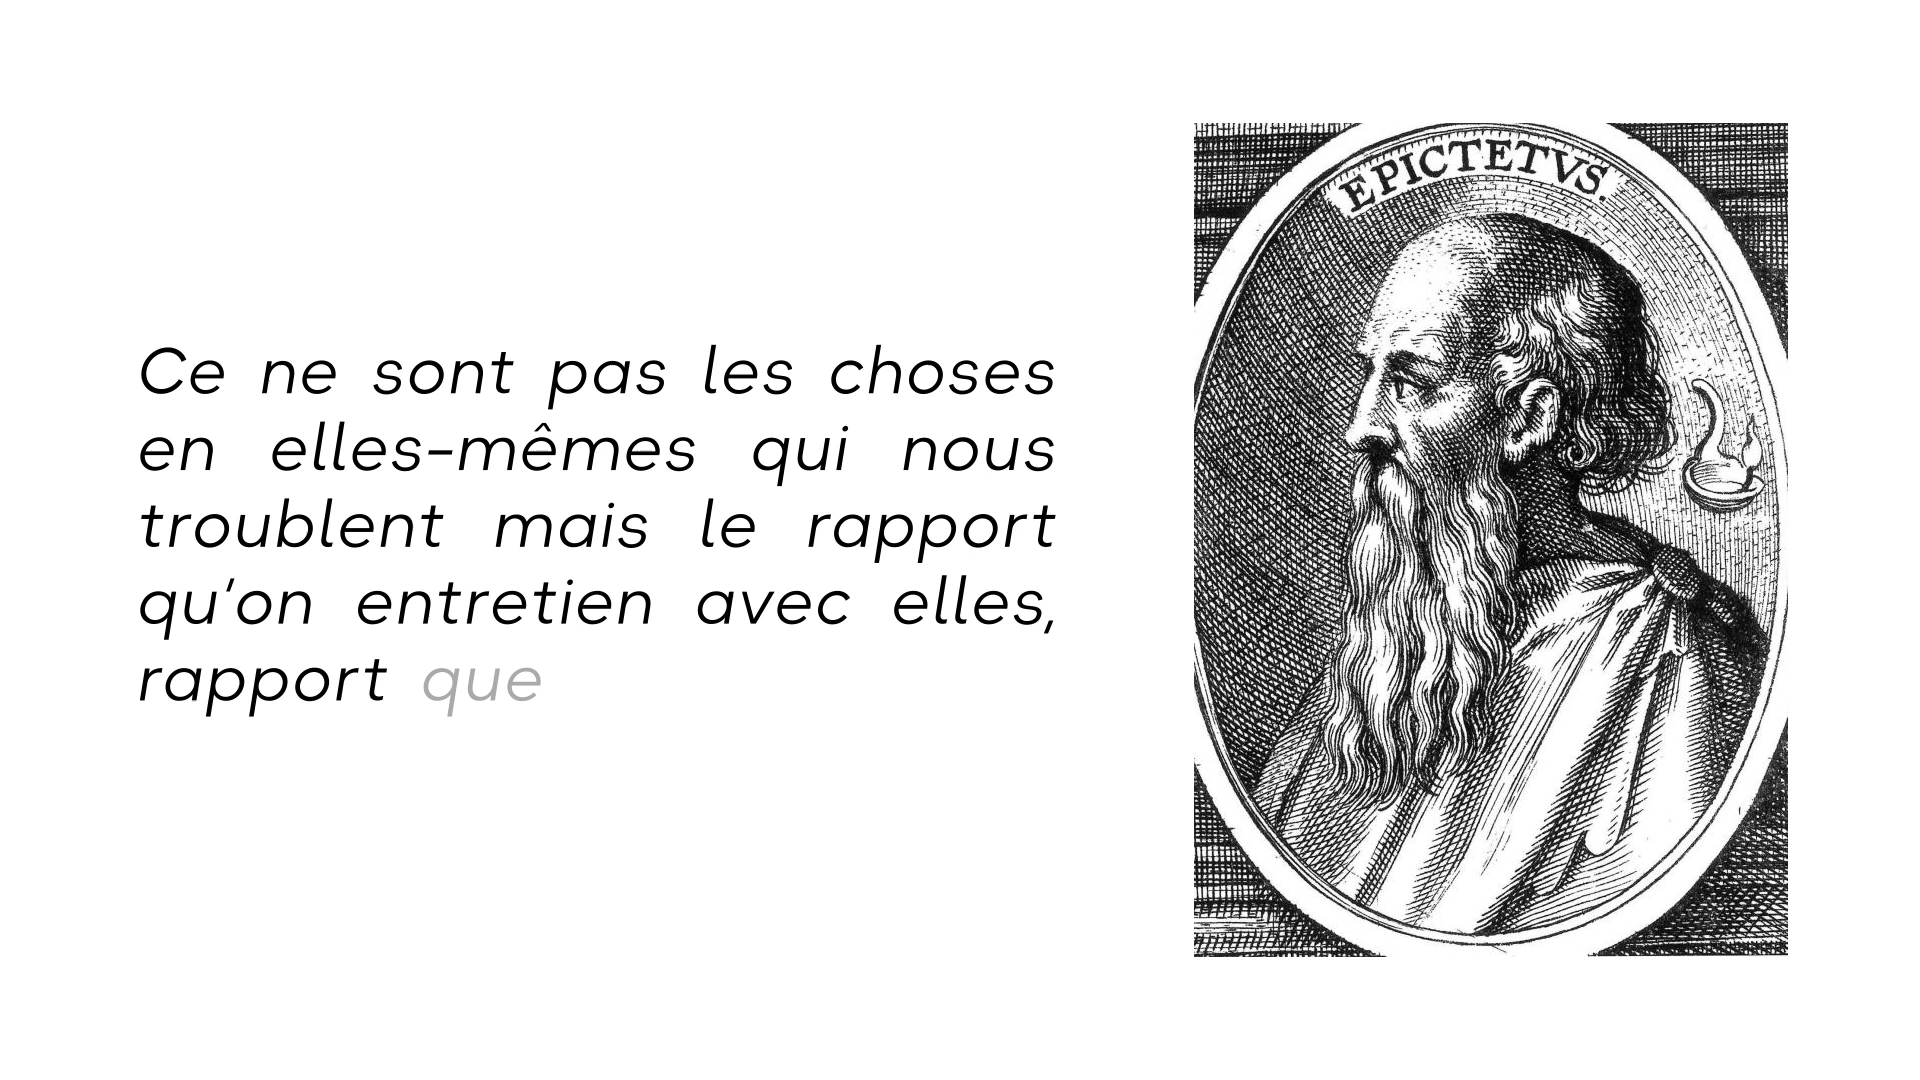 Ce ne sont pas les choses
en elles-mêmes qui nous
troublent mais le rapport
qu'on entretien avec elles,
rapport que
EPICTETVS.